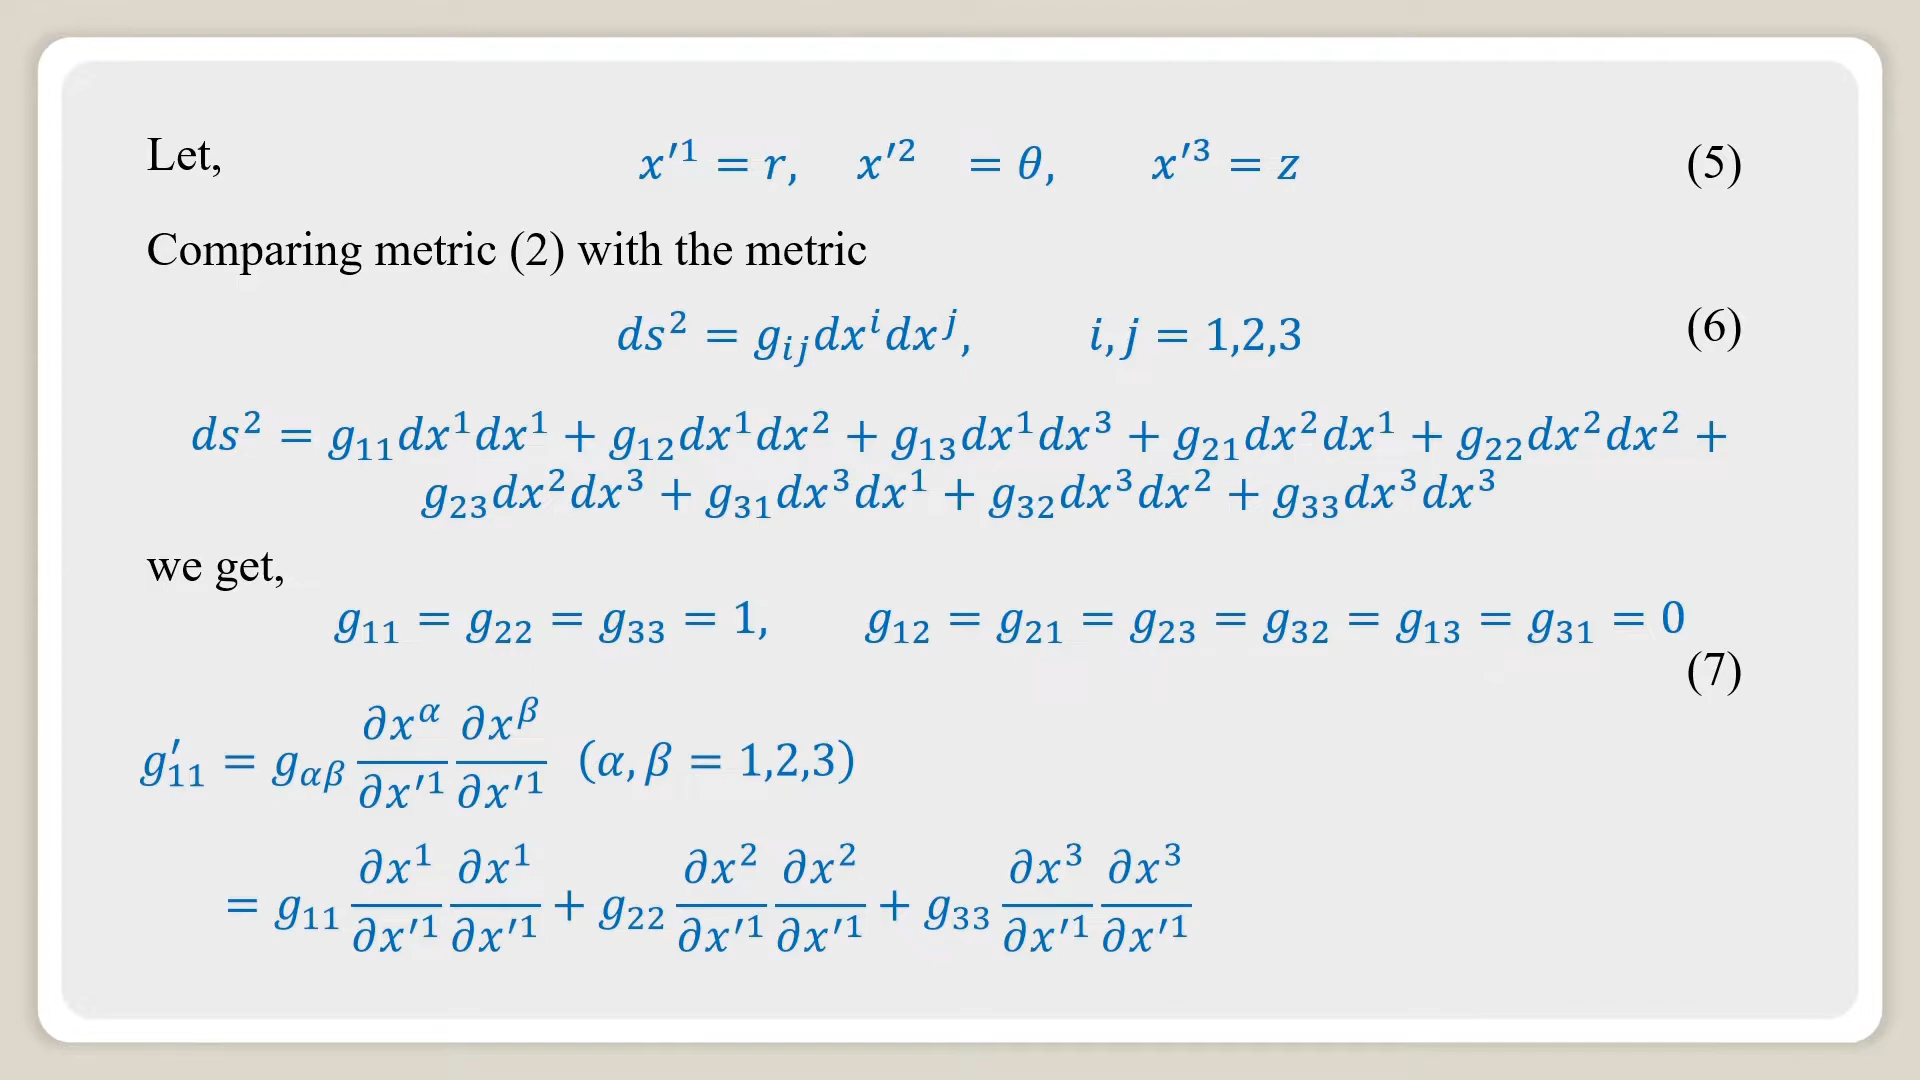 Let, x′¹ = r, x′² = θ, x′³ = z (5)
Comparing metric (2) with the metric
ds² = g_{ij}dx^{i}dx^{j}, i, j = 1,2,3 (6)
ds² = g₁₁dx¹dx¹ + g₁₂dx¹dx² + g₁₃dx¹dx³ + g₂₁dx²dx¹ + g₂₂dx²dx² +
g₂₃dx²dx³ + g₃₁dx³dx¹ + g₃₂dx³dx² + g₃₃dx³dx³
we get,
g₁₁ = g₂₂ = g₃₃ = 1, g₁₂ = g₂₁ = g₂₃ = g₃₂ = g₁₃ = g₃₁ = 0
(7)
g′₁₁ = g_{αβ} ∂x^{α}/∂x′¹ ∂x^{β}/∂x′¹ (α, β = 1,2,3)
= g₁₁ ∂x¹/∂x′¹ ∂x¹/∂x′¹ + g₂₂ ∂x²/∂x′¹ ∂x²/∂x′¹ + g₃₃ ∂x³/∂x′¹ ∂x³/∂x′¹